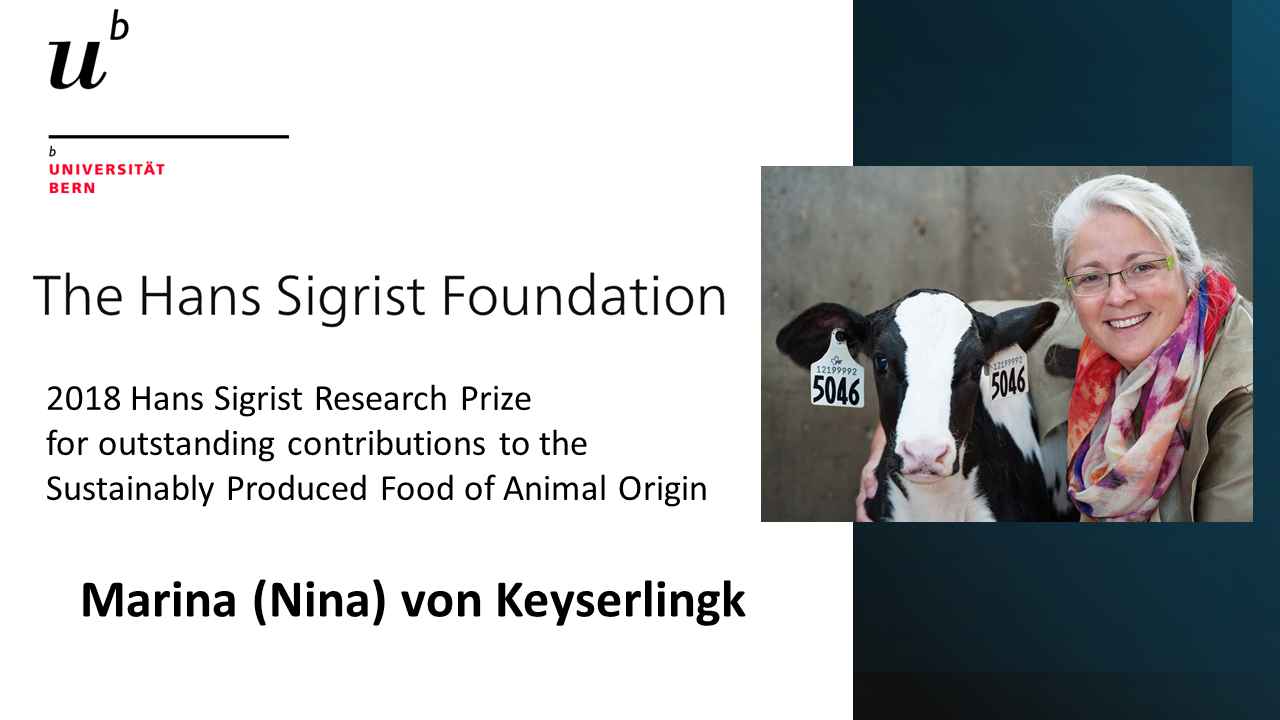 u b
b
UNIVERSITÄT
BERN
The Hans Sigrist Foundation
2018 Hans Sigrist Research Prize
for outstanding contributions to the
Sustainably Produced Food of Animal Origin
Marina (Nina) von Keyserlingk
12199992
5046
12199992
5046